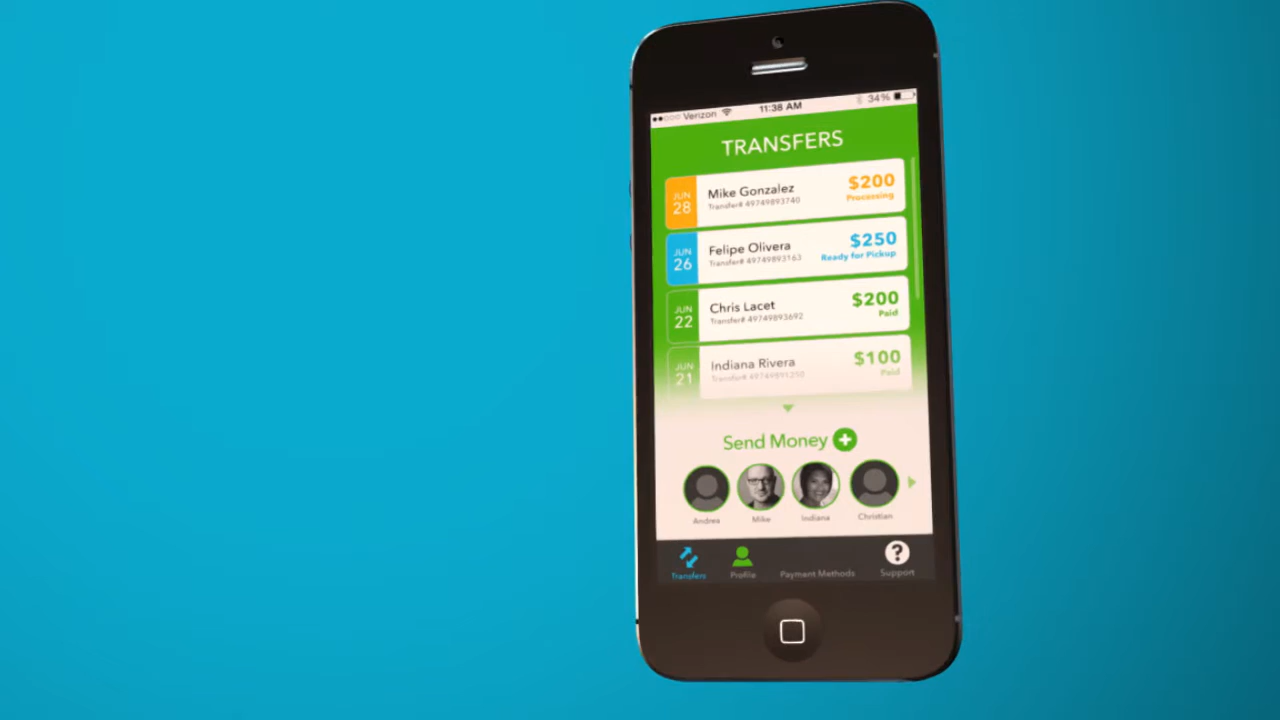 Verizon 11:38 AM 34%
TRANSFERS
JUN 28
Mike Gonzalez $200
Transfer# 49749893740 Processing
JUN 26
Felipe Olivera $250
Transfer# 49749893163 Ready for Pickup
JUN 22
Chris Lacet $200
Transfer# 49749893692 Paid
JUN 21
Indiana Rivera $100
Transfer# 49749891250 Paid
Send Money +
Andrea Mike Indiana Christian
?
Transfers Profile Payment Methods Support